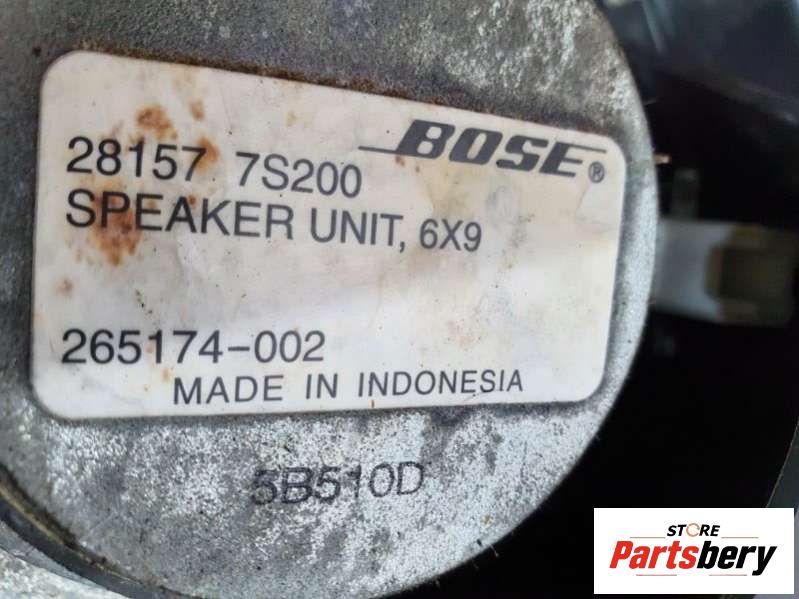 BOSE®
28157 7S200
SPEAKER UNIT, 6X9
265174-002
MADE IN INDONESIA
5B510D
STORE
Partsbery